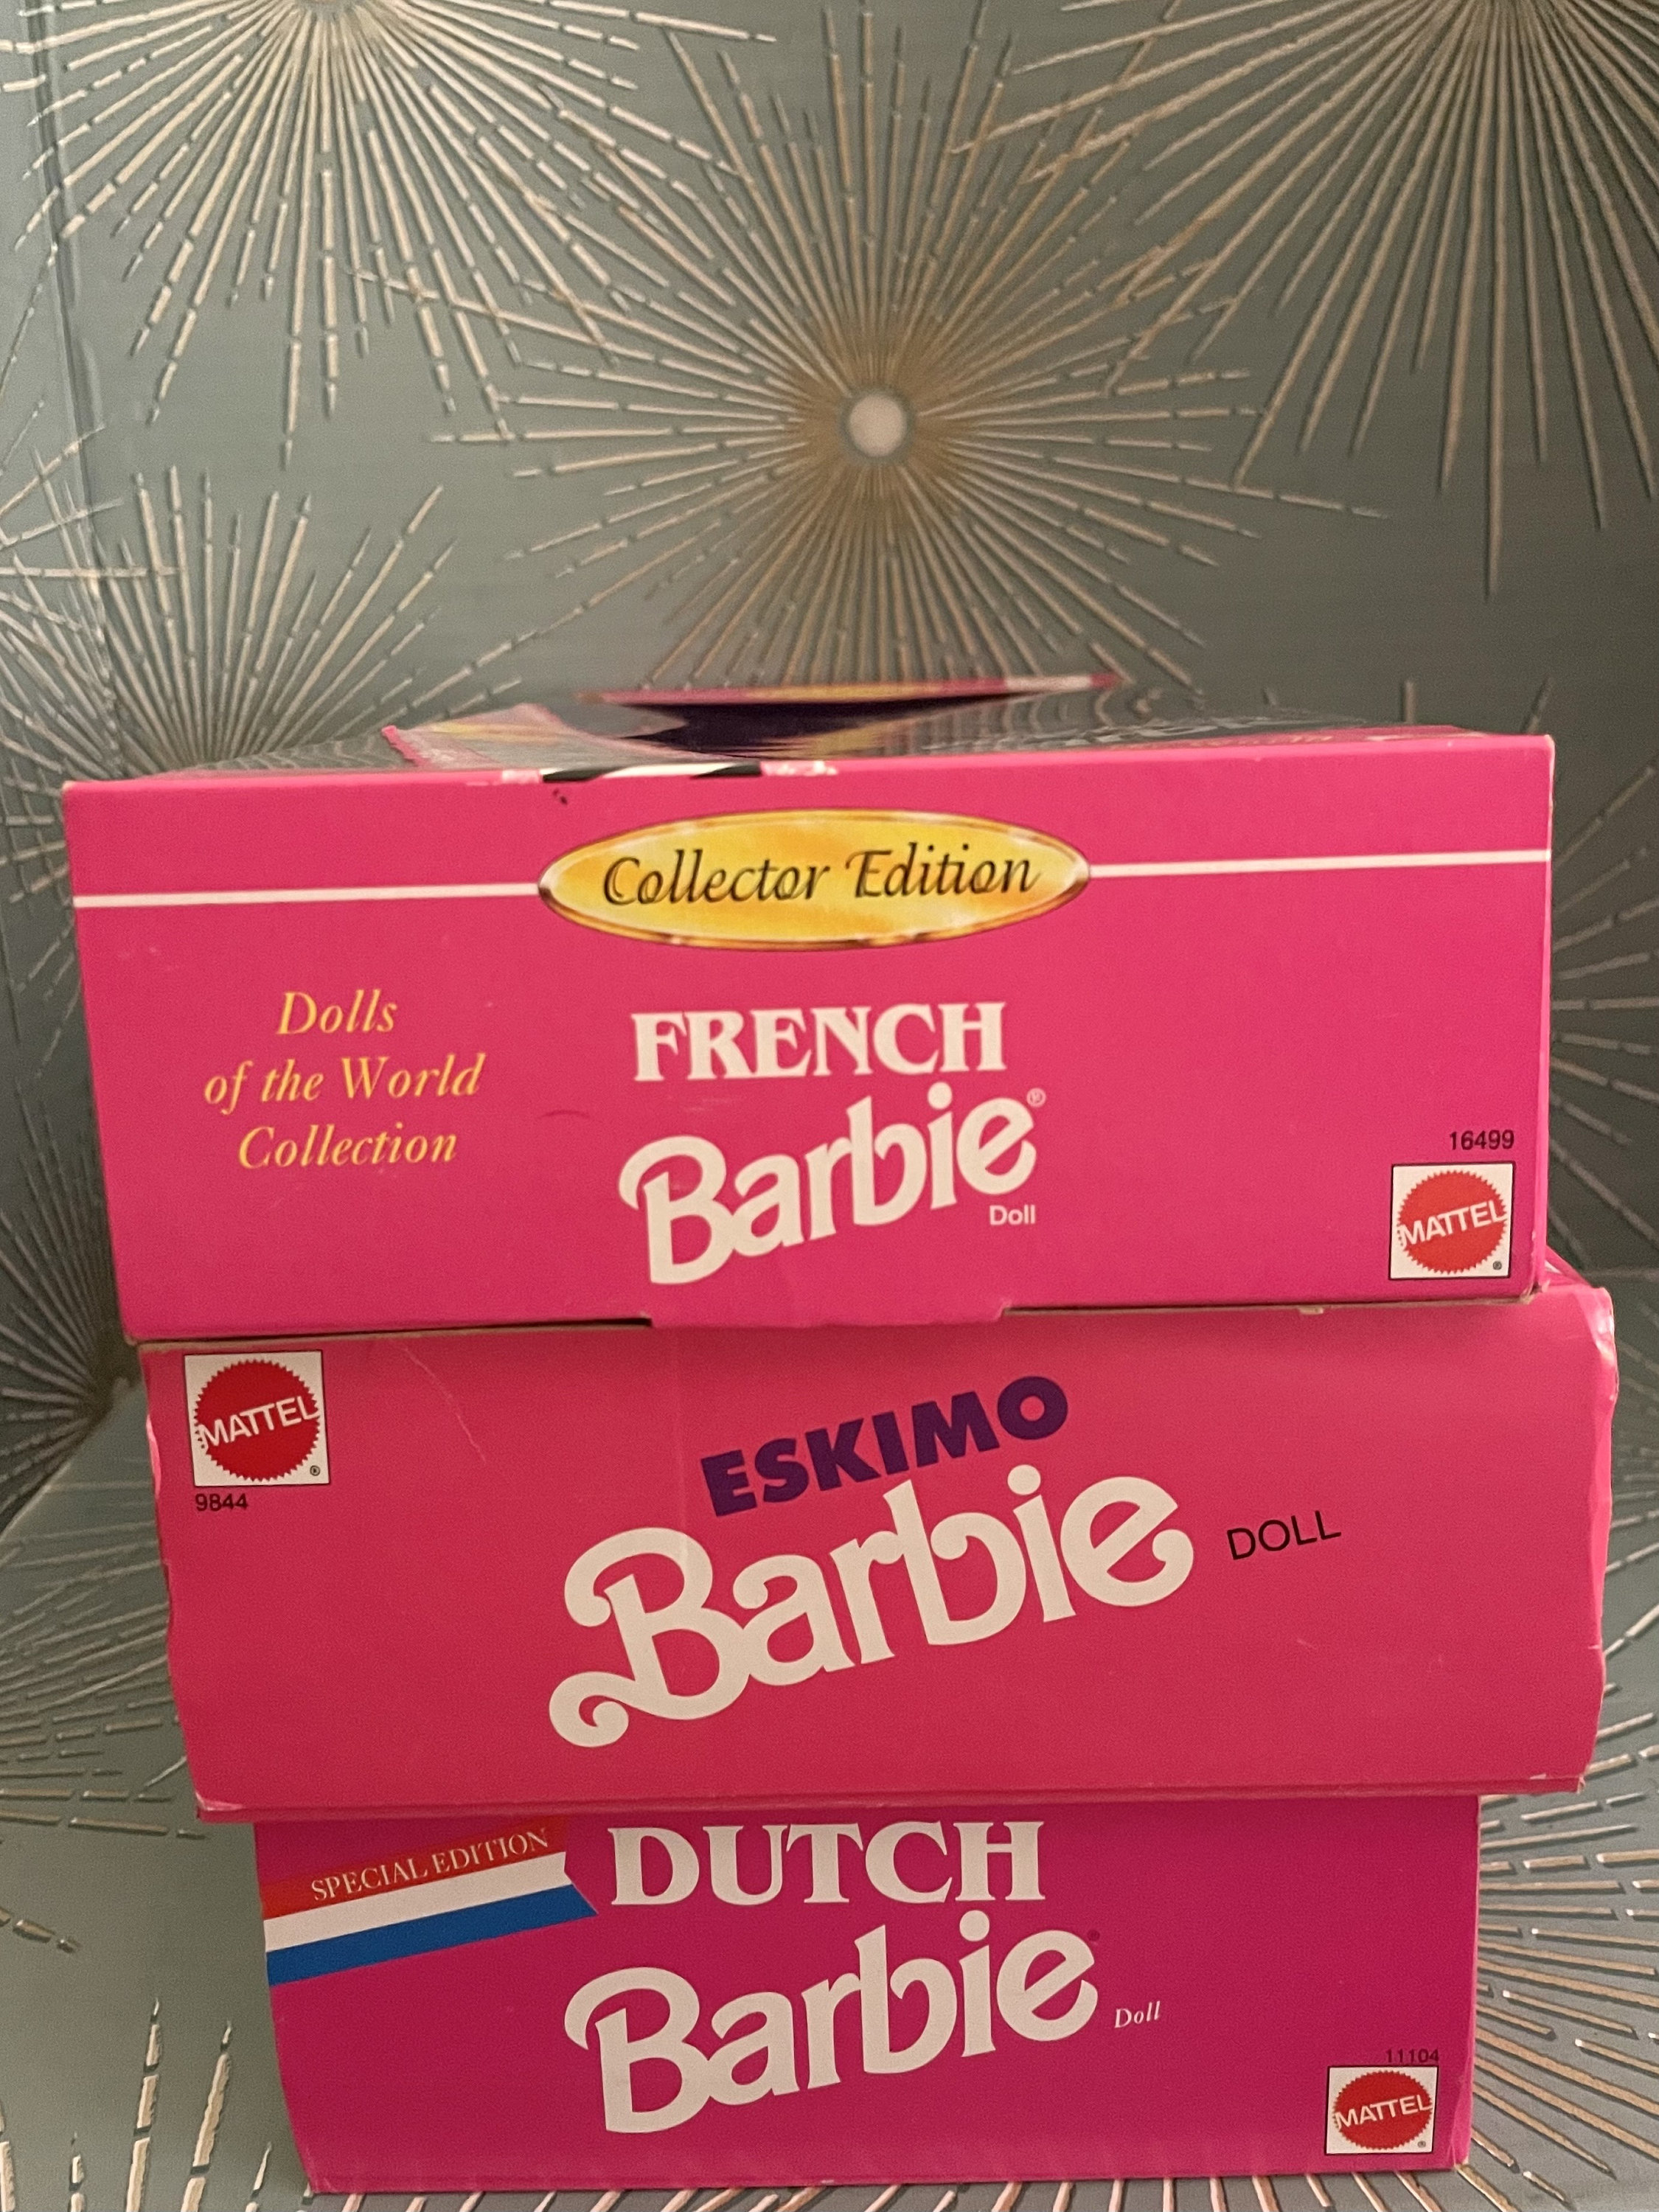 Collector Edition
Dolls
of the World
Collection
FRENCH
Barbie®
Doll
16499
MATTEL®
MATTEL®
9844
ESKIMO
Barbie DOLL
SPECIAL EDITION
DUTCH
Barbie® Doll
11104
MATTEL®